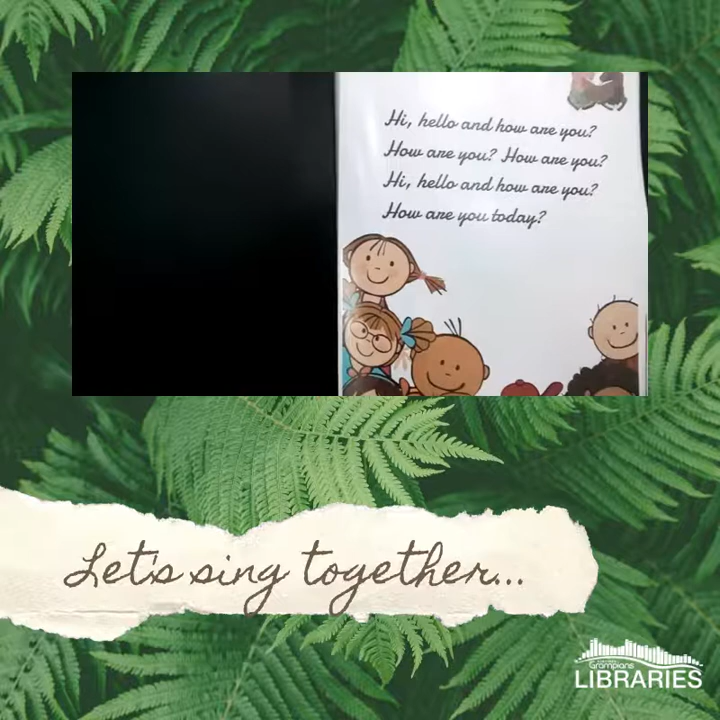 Hi, hello and how are you?
How are you? How are you?
Hi, hello and how are you?
How are you today?
Let's sing together...
Grampians
LIBRARIES